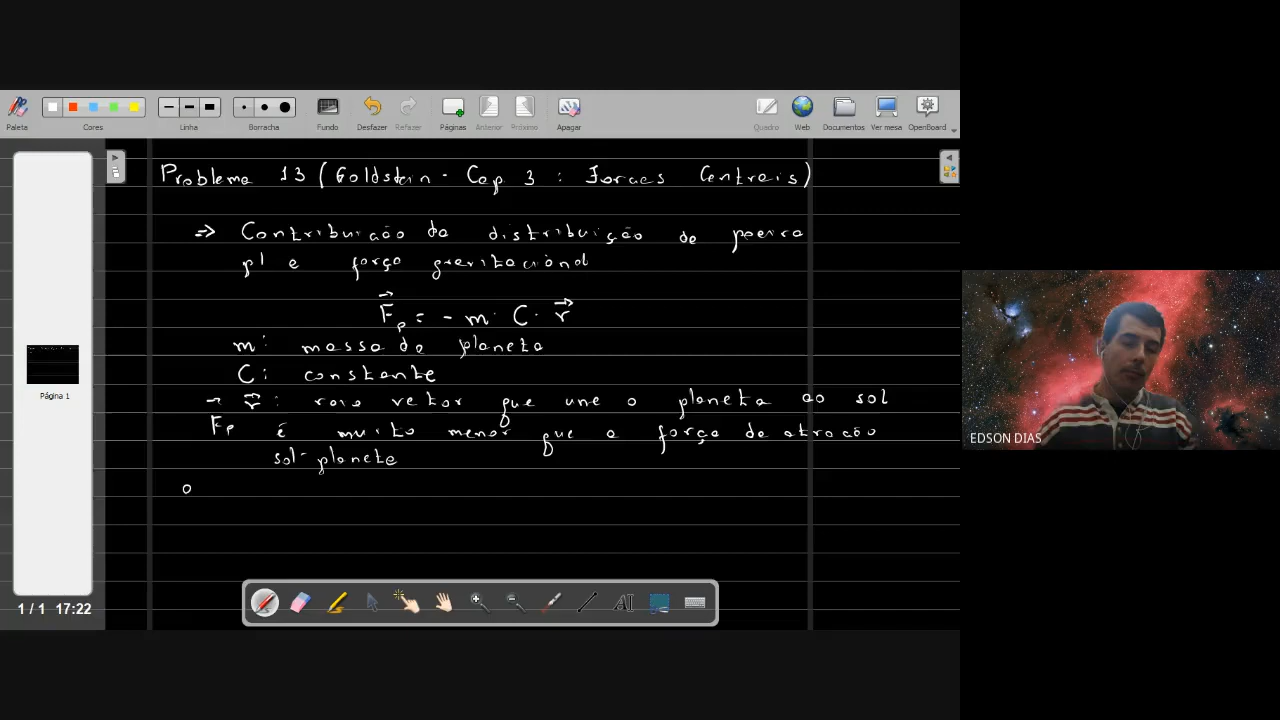 Paleta
Cores
Linha
Borracha
Fundo
Desfazer
Refazer
Páginas
Anterior
Próximo
Apagar
Quadro
Web
Documentos
Ver mesa
OpenBoard
Problema 13 (Goldstein - Cap 3 : Forças Centrais)
⇒ Contribuição da distribuição de poeira
p/ a força gravitacional
F⃗p = - m · C · r⃗
m: massa do planeta
C: constante
r⃗: raio vetor que une o planeta ao sol
F⃗p é muito menor que a força de atração
sol-planeta
o
Página 1
1 / 1 17:22
EDSON DIAS